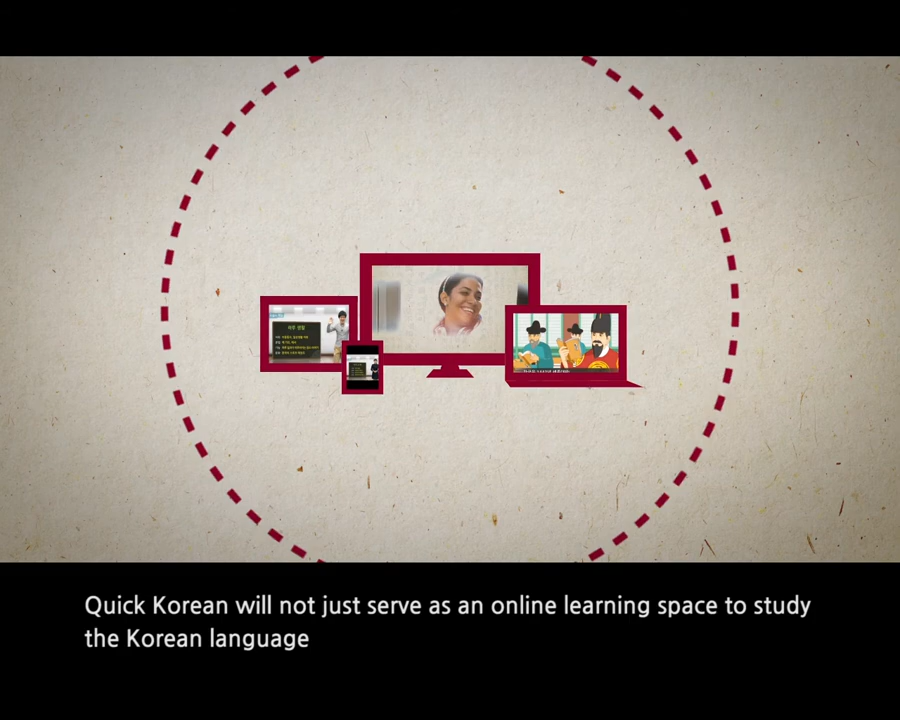 Quick Korean will not just serve as an online learning space to study
the Korean language